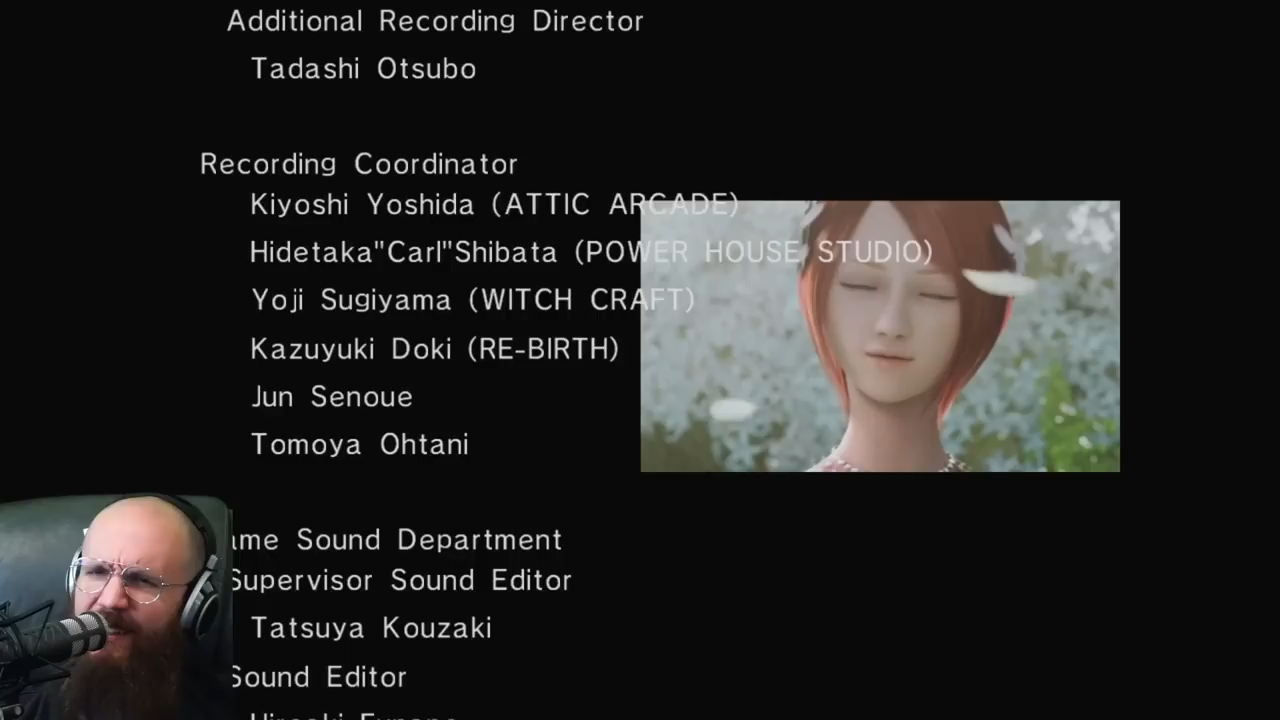 Additional Recording Director
Tadashi Otsubo
Recording Coordinator
Kiyoshi Yoshida (ATTIC ARCADE)
Hidetaka"Carl"Shibata (POWER HOUSE STUDIO)
Yoji Sugiyama (WITCH CRAFT)
Kazuyuki Doki (RE-BIRTH)
Jun Senoue
Tomoya Ohtani
ame Sound Department
Supervisor Sound Editor
Tatsuya Kouzaki
Sound Editor